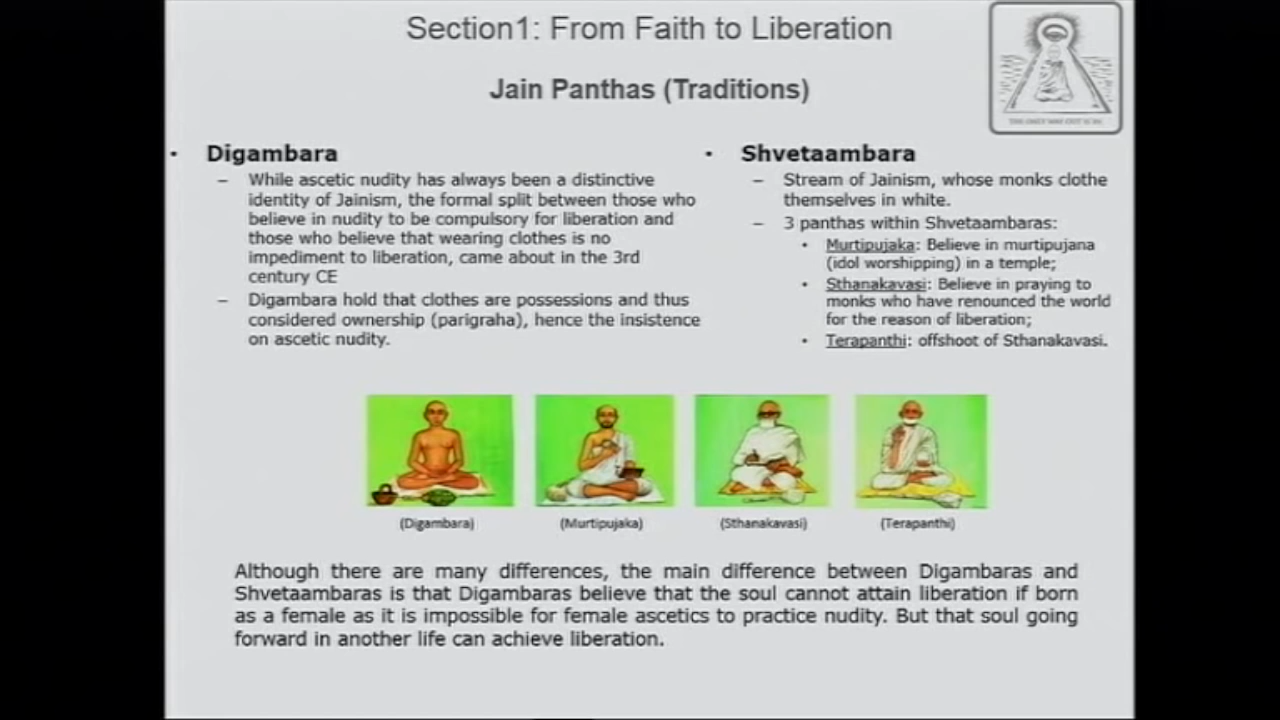 Section1: From Faith to Liberation
Jain Panthas (Traditions)
• Digambara
– While ascetic nudity has always been a distinctive
identity of Jainism, the formal split between those who
believe in nudity to be compulsory for liberation and
those who believe that wearing clothes is no
impediment to liberation, came about in the 3rd
century CE
– Digambara hold that clothes are possessions and thus
considered ownership (parigraha), hence the insistence
on ascetic nudity.
• Shvetaambara
– Stream of Jainism, whose monks clothe
themselves in white.
– 3 panthas within Shvetaambaras:
• Murtipujaka: Believe in murtipujana
(idol worshipping) in a temple;
• Sthanakavasi: Believe in praying to
monks who have renounced the world
for the reason of liberation;
• Terapanthi: offshoot of Sthanakavasi.
(Digambara) (Murtipujaka) (Sthanakavasi) (Terapanthi)
Although there are many differences, the main difference between Digambaras and
Shvetaambaras is that Digambaras believe that the soul cannot attain liberation if born
as a female as it is impossible for female ascetics to practice nudity. But that soul going
forward in another life can achieve liberation.